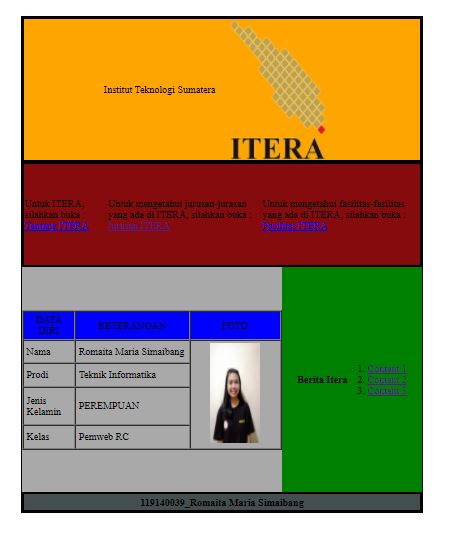 Institut Teknologi Sumatera
ITERA
Untuk ITERA,
silahkan buka :
Tentang ITERA
Untuk mengetahui jurusan-jurusan
yang ada di ITERA, silahkan buka :
Jurusan ITERA
Untuk mengetahui fasilitas-fasilitas
yang ada di ITERA, silahkan buka :
Fasilitas ITERA
DATA
DIRI
KETERANGAN
FOTO
Nama
Romaita Maria Simaibang
Prodi
Teknik Informatika
Jenis
Kelamin
PEREMPUAN
Kelas
Pemweb RC
Berita Itera
1. Content 1
2. Content 2
3. Content 3
119140039_Romaita Maria Simaibang